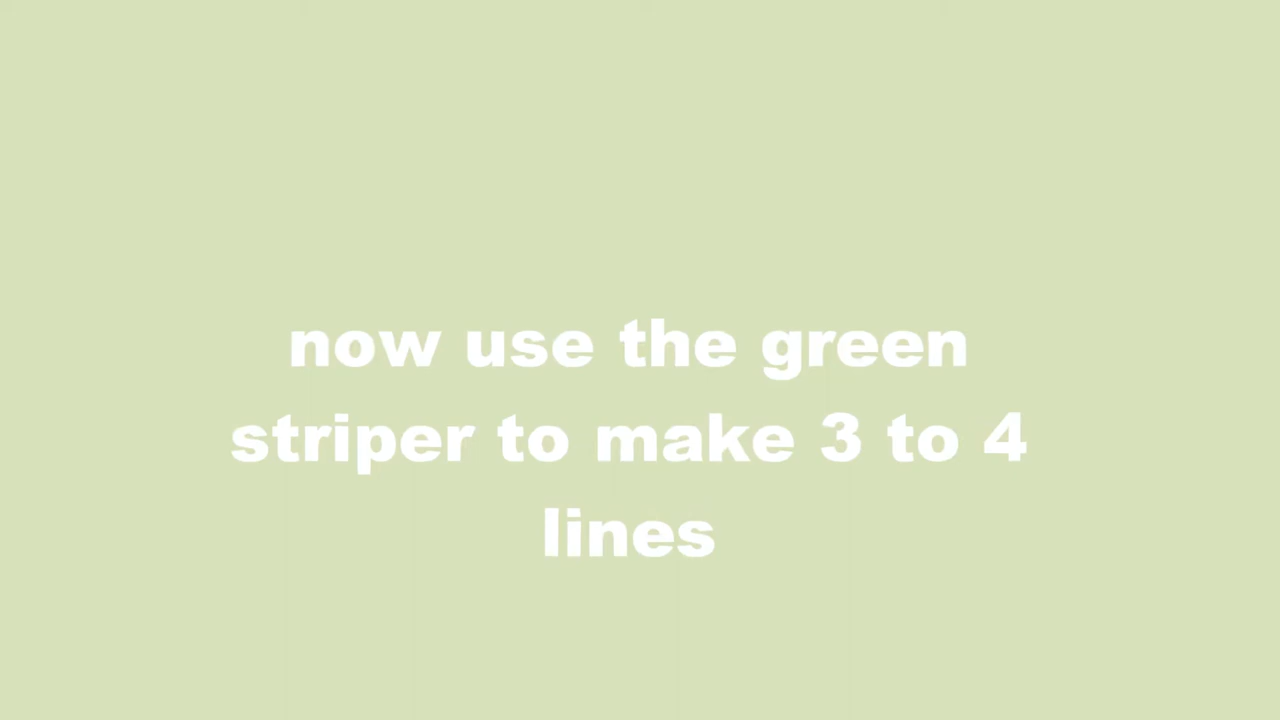 now use the green
striper to make 3 to 4
lines